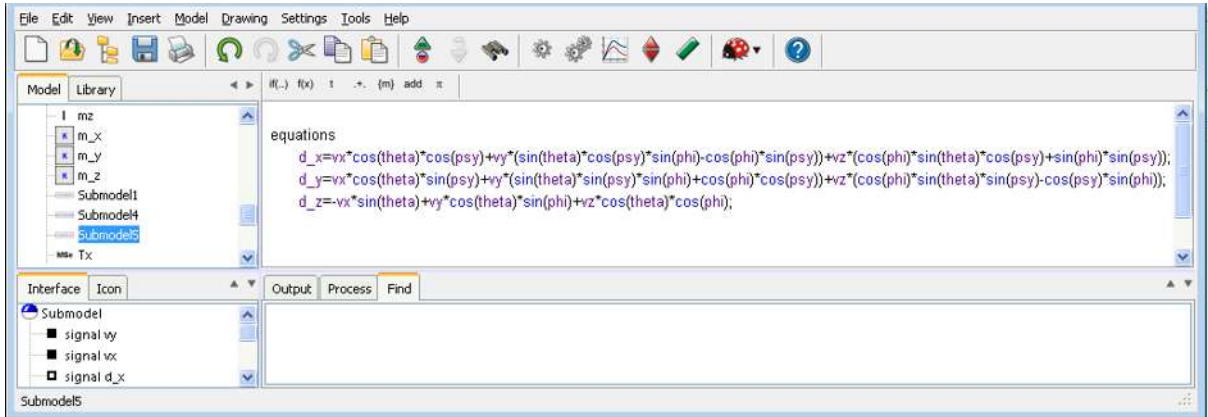 File Edit View Insert Model Drawing Settings Tools Help
Model Library
if(..) f(x) t .+. {m} add π
mz
m_x
m_y
m_z
Submodel1
Submodel4
Submodel5
MSe Tx
equations
d_x=vx*cos(theta)*cos(psy)+vy*(sin(theta)*cos(psy)*sin(phi)-cos(phi)*sin(psy))+vz*(cos(phi)*sin(theta)*cos(psy)+sin(phi)*sin(psy));
d_y=vx*cos(theta)*sin(psy)+vy*(sin(theta)*sin(psy)*sin(phi)+cos(phi)*cos(psy))+vz*(cos(phi)*sin(theta)*sin(psy)-cos(psy)*sin(phi));
d_z=-vx*sin(theta)+vy*cos(theta)*sin(phi)+vz*cos(theta)*cos(phi);
Interface Icon
Submodel
signal vy
signal vx
signal d_x
Output Process Find
Submodel5